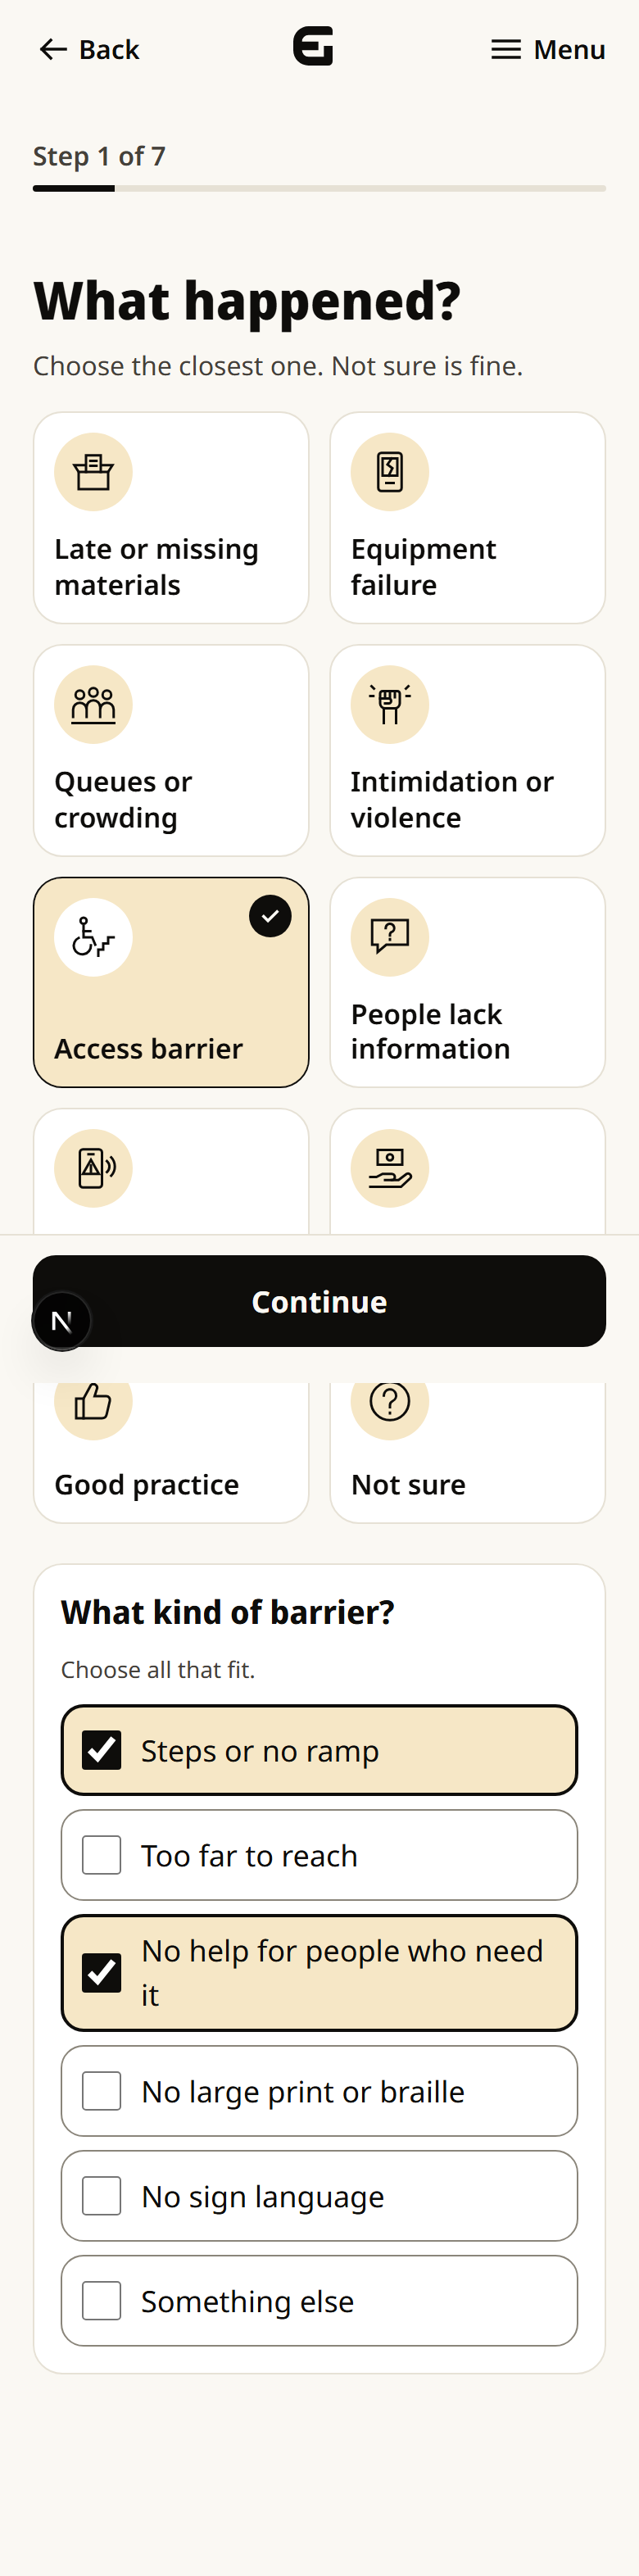 Back
Menu
Step 1 of 7
What happened?
Choose the closest one. Not sure is fine.
Late or missing
materials
Equipment
failure
Queues or
crowding
Intimidation or
violence
Access barrier
People lack
information
Continue
N
Good practice
Not sure
What kind of barrier?
Choose all that fit.
Steps or no ramp
Too far to reach
No help for people who need
it
No large print or braille
No sign language
Something else